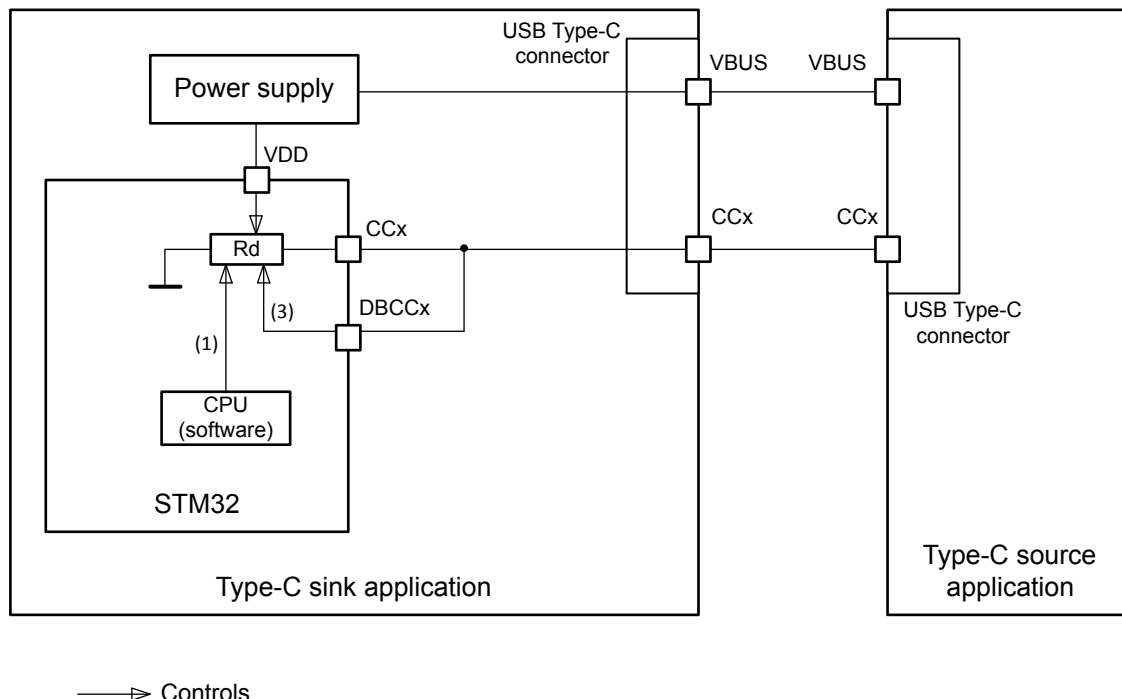 USB Type-C
connector
VBUS
VBUS
Power supply
VDD
CCx
CCx
CCx
Rd
DBCCx
(3)
USB Type-C
connector
(1)
CPU
(software)
STM32
Type-C sink application
Type-C source
application
Controls